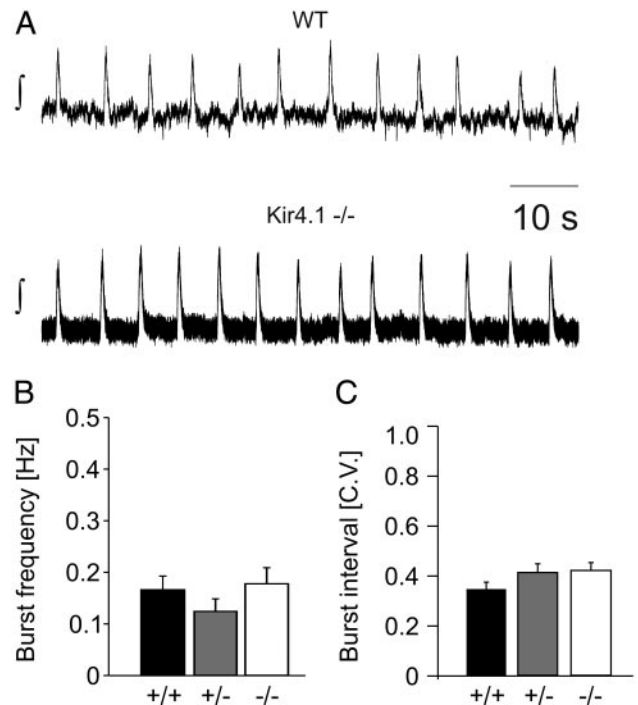 A
WT
∫
10 s
Kir4.1 -/-
∫
B
Burst frequency [Hz]
0.5
0.4
0.3
0.2
0.1
0
+/+ +/- -/-
C
Burst interval [C.V.]
1.0
0.8
0.6
0.4
0.2
0
+/+ +/- -/-